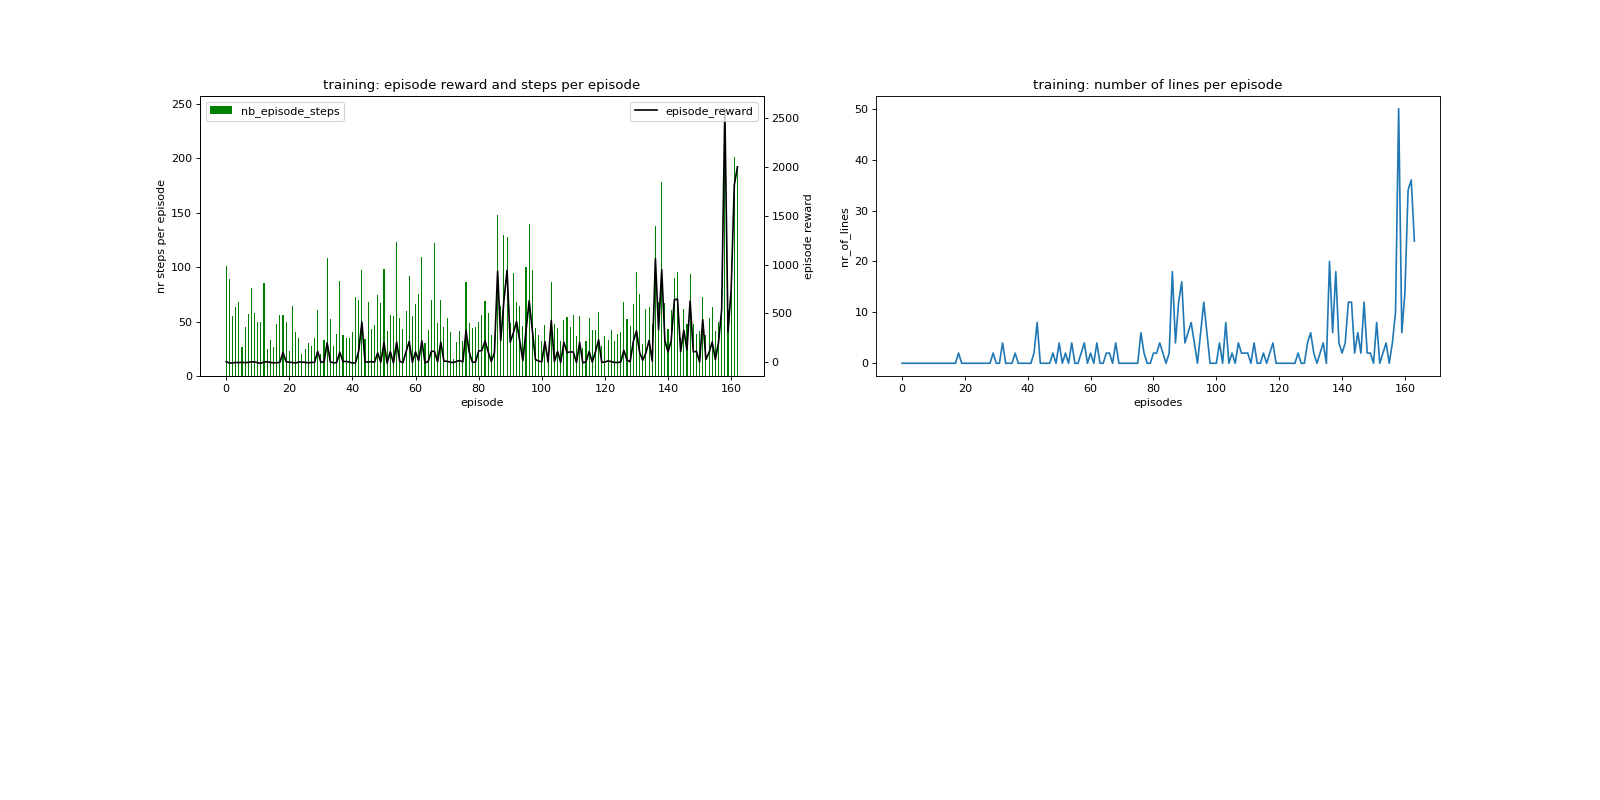 training: episode reward and steps per episode
nb_episode_steps
episode_reward
nr steps per episode
250
200
150
100
50
0
2500
2000
1500
1000
500
0
episode reward
0 20 40 60 80 100 120 140 160
episode
training: number of lines per episode
nr_of_lines
50
40
30
20
10
0
0 20 40 60 80 100 120 140 160
episodes